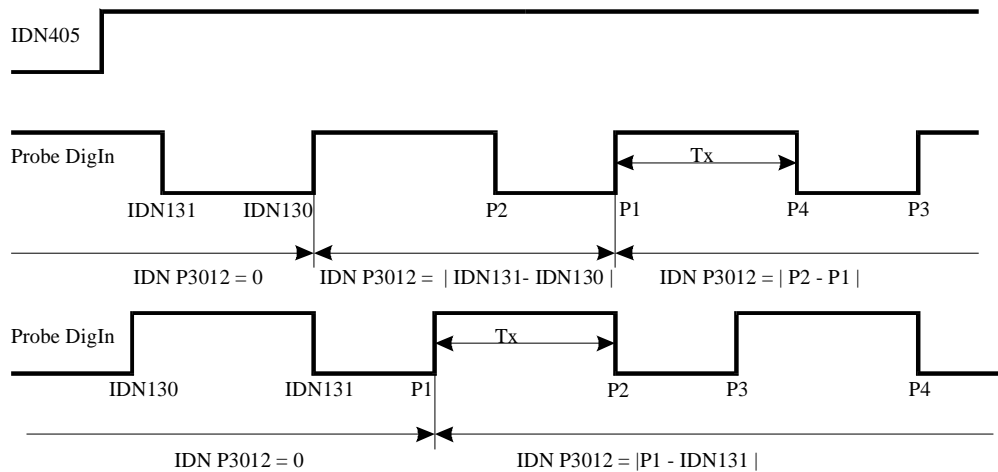 IDN405
Probe DigIn
Tx
IDN131 IDN130 P2 P1 P4 P3
IDN P3012 = 0 IDN P3012 = | IDN131- IDN130 | IDN P3012 = | P2 - P1 |
Probe DigIn
Tx
IDN130 IDN131 P1 P2 P3 P4
IDN P3012 = 0 IDN P3012 = |P1 - IDN131 |